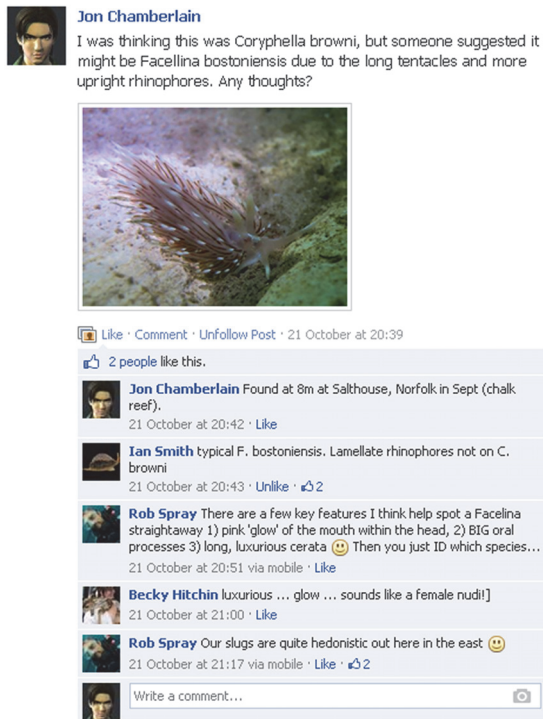 Jon Chamberlain
I was thinking this was Coryphella browni, but someone suggested it
might be Facellina bostoniensis due to the long tentacles and more
upright rhinophores. Any thoughts?
Like · Comment · Unfollow Post · 21 October at 20:39
2 people like this.
Jon Chamberlain Found at 8m at Salthouse, Norfolk in Sept (chalk
reef).
21 October at 20:42 · Like
Ian Smith typical F. bostoniensis. Lamellate rhinophores not on C.
browni
21 October at 20:43 · Unlike · 2
Rob Spray There are a few key features I think help spot a Facelina
straightaway 1) pink 'glow' of the mouth within the head, 2) BIG oral
processes 3) long, luxurious cerata Then you just ID which species...
21 October at 20:51 via mobile · Like
Becky Hitchin luxurious ... glow ... sounds like a female nudi!]
21 October at 21:00 · Like
Rob Spray Our slugs are quite hedonistic out here in the east
21 October at 21:17 via mobile · Like · 2
Write a comment...